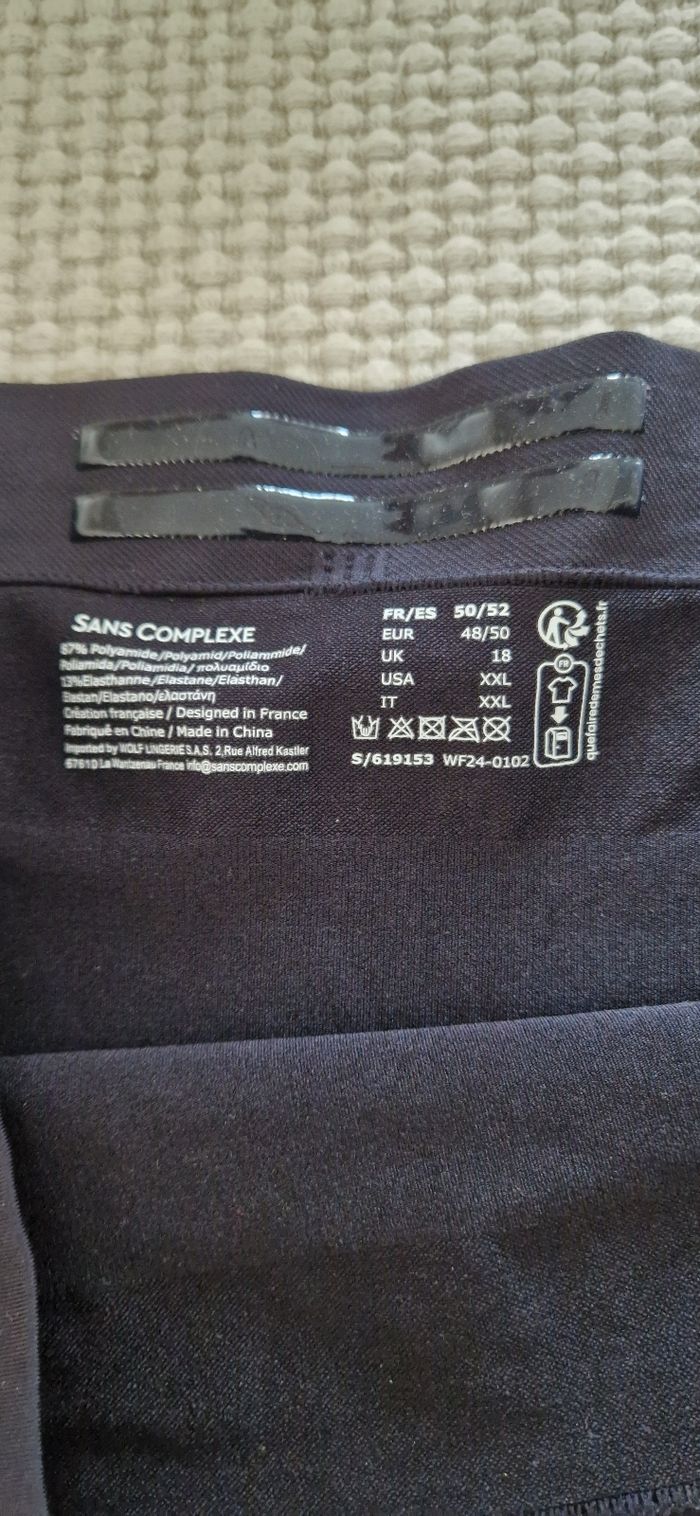 SANS COMPLEXE
87% Polyamide/Polyamid/Poliammide/
Poliamida/Poliamidia/πολυαμίδιο
13%Elasthanne/Elastane/Elasthan/
Elastan/Elastano/ελαστάνη
Création française / Designed in France
Fabriqué en Chine / Made in China
Imported by WOLF LINGERIE S.A.S. 2,Rue Alfred Kastler
67610 La Wantzenau France info@sanscomplexe.com
FR/ES 50/52
EUR 48/50
UK 18
USA XXL
IT XXL
S/619153 WF24-0102
FR
quefairedemesdechets.fr